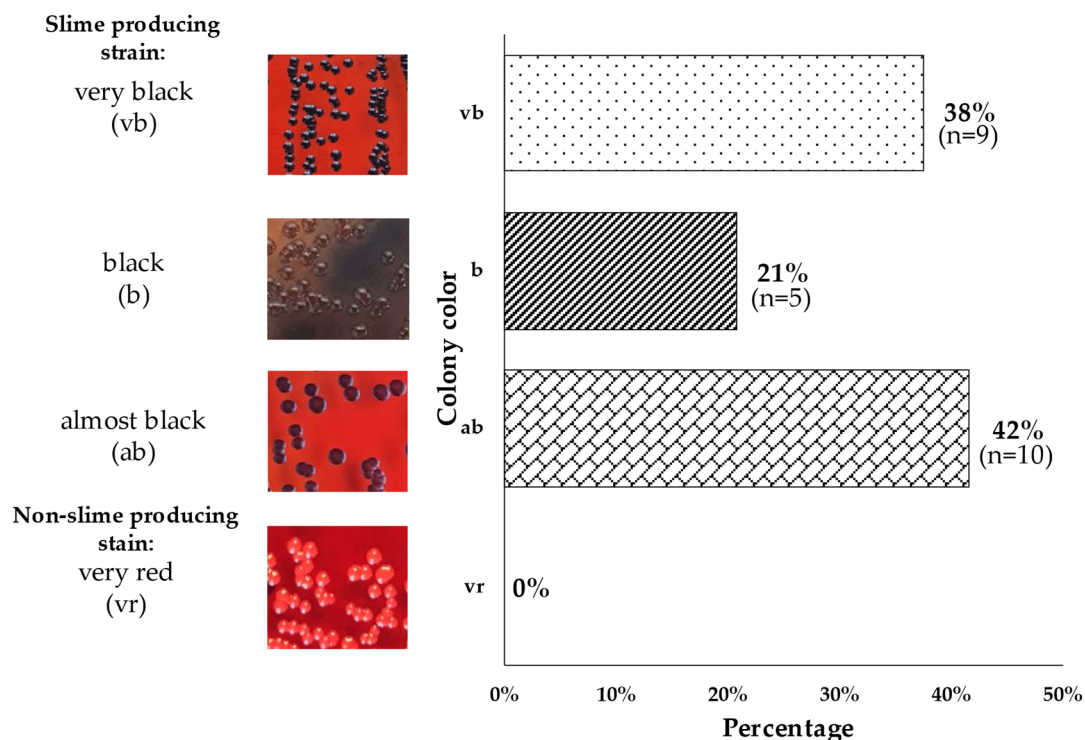 Slime producing
strain:
very black
(vb)
black
(b)
almost black
(ab)
Non-slime producing
stain:
very red
(vr)
Colony color
vb
38%
(n=9)
b
21%
(n=5)
ab
42%
(n=10)
vr
0%
0%
10%
20%
30%
40%
50%
Percentage